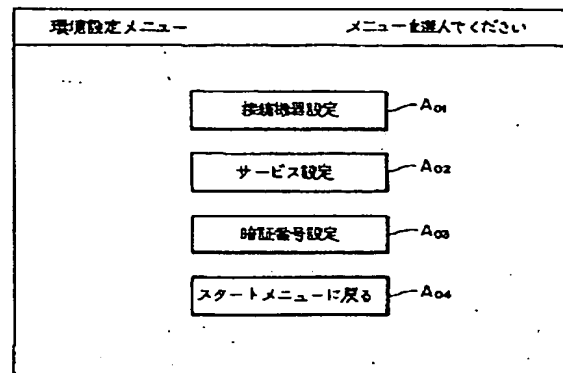 環境設定メニュー メニューを選んでください
接続機器設定 A01
サービス設定 A02
暗証番号設定 A03
スタートメニューに戻る A04